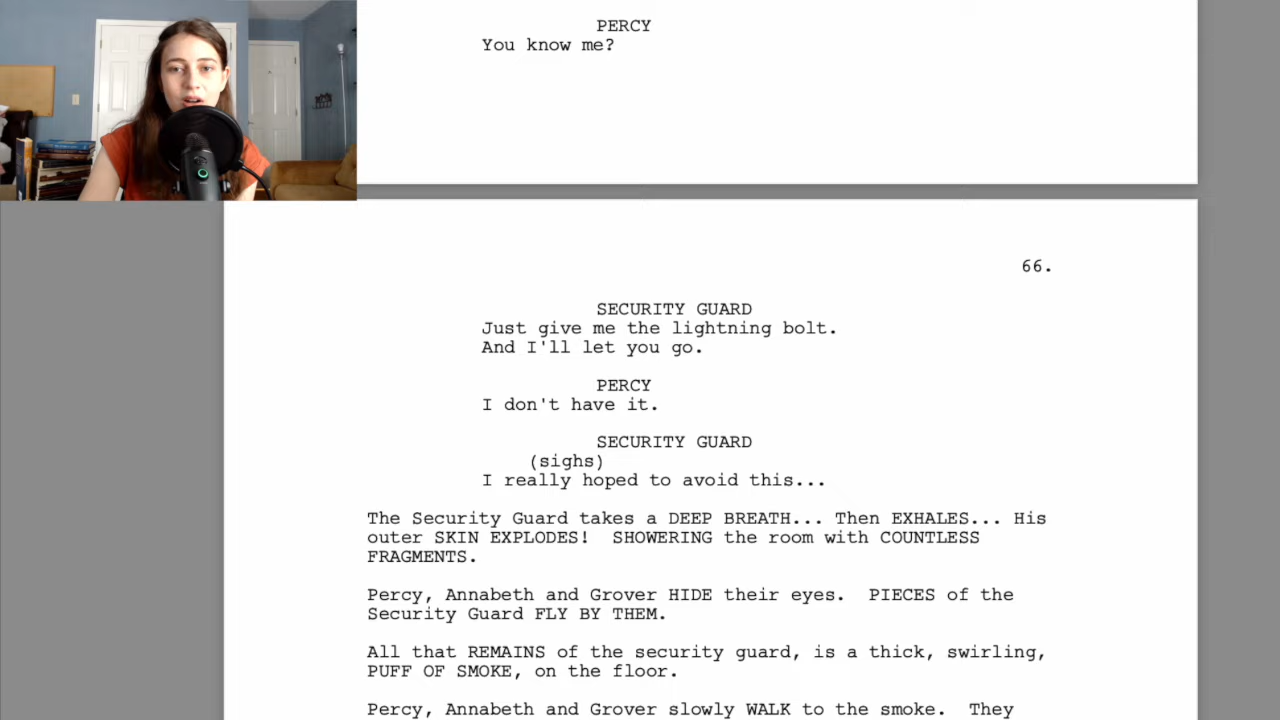 PERCY
You know me?
66.
SECURITY GUARD
Just give me the lightning bolt.
And I'll let you go.
PERCY
I don't have it.
SECURITY GUARD
(sighs)
I really hoped to avoid this...
The Security Guard takes a DEEP BREATH... Then EXHALES... His
outer SKIN EXPLODES!  SHOWERING the room with COUNTLESS
FRAGMENTS.
Percy, Annabeth and Grover HIDE their eyes.  PIECES of the
Security Guard FLY BY THEM.
All that REMAINS of the security guard, is a thick, swirling,
PUFF OF SMOKE, on the floor.
Percy, Annabeth and Grover slowly WALK to the smoke.  They